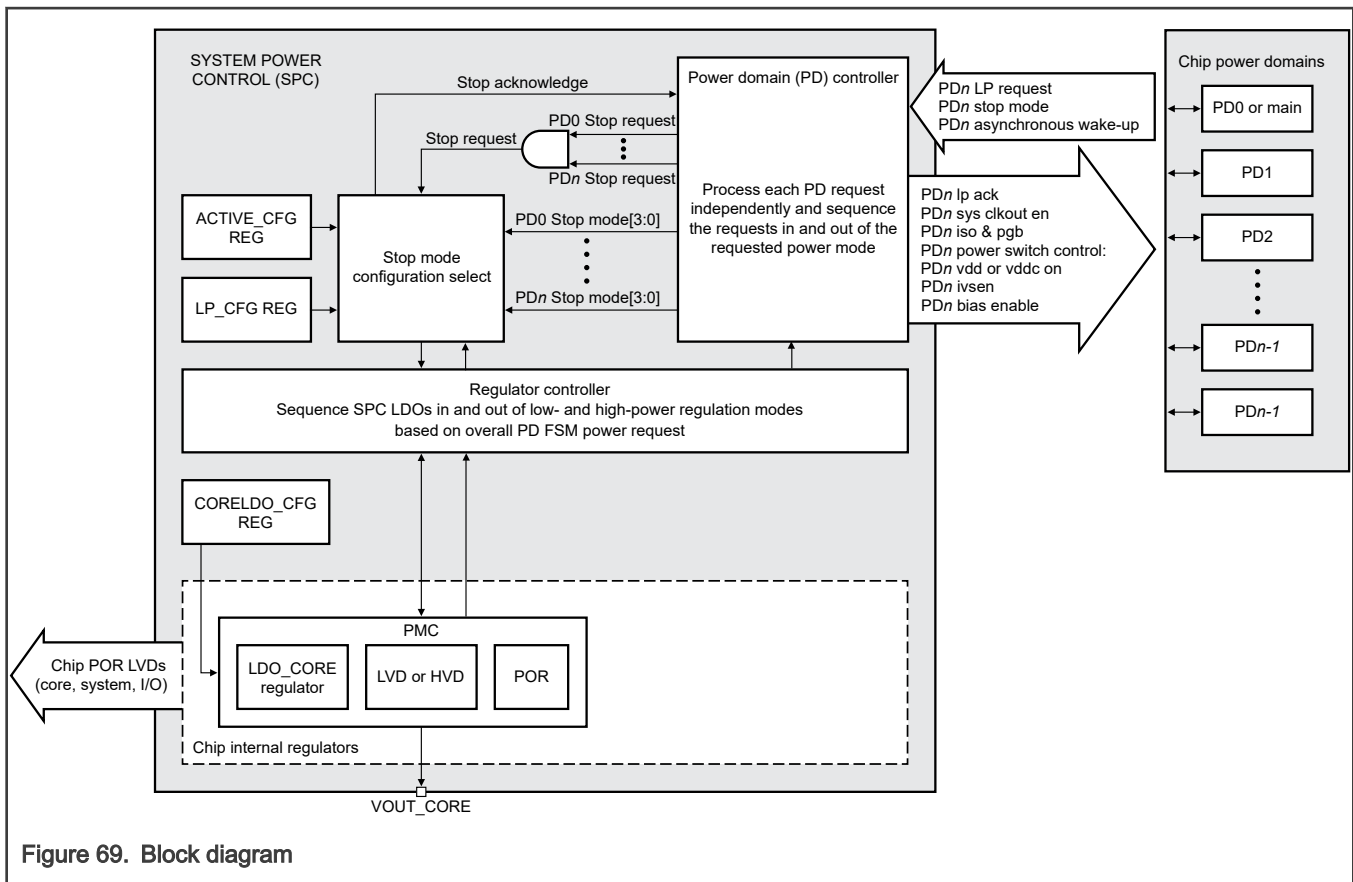 SYSTEM POWER
CONTROL (SPC)
Stop acknowledge
Power domain (PD) controller
PD0 Stop request
Stop request
PDn Stop request
Process each PD request
independently and sequence
the requests in and out of the
requested power mode
ACTIVE_CFG
REG
LP_CFG REG
Stop mode
configuration select
PD0 Stop mode[3:0]
PDn Stop mode[3:0]
PDn LP request
PDn stop mode
PDn asynchronous wake-up
PDn lp ack
PDn sys clkout en
PDn iso & pgb
PDn power switch control:
PDn vdd or vddc on
PDn ivsen
PDn bias enable
Chip power domains
PD0 or main
PD1
PD2
PDn-1
PDn-1
Regulator controller
Sequence SPC LDOs in and out of low- and high-power regulation modes
based on overall PD FSM power request
CORELDO_CFG
REG
PMC
LDO_CORE
regulator
LVD or HVD
POR
Chip POR LVDs
(core, system, I/O)
Chip internal regulators
VOUT_CORE
Figure 69. Block diagram